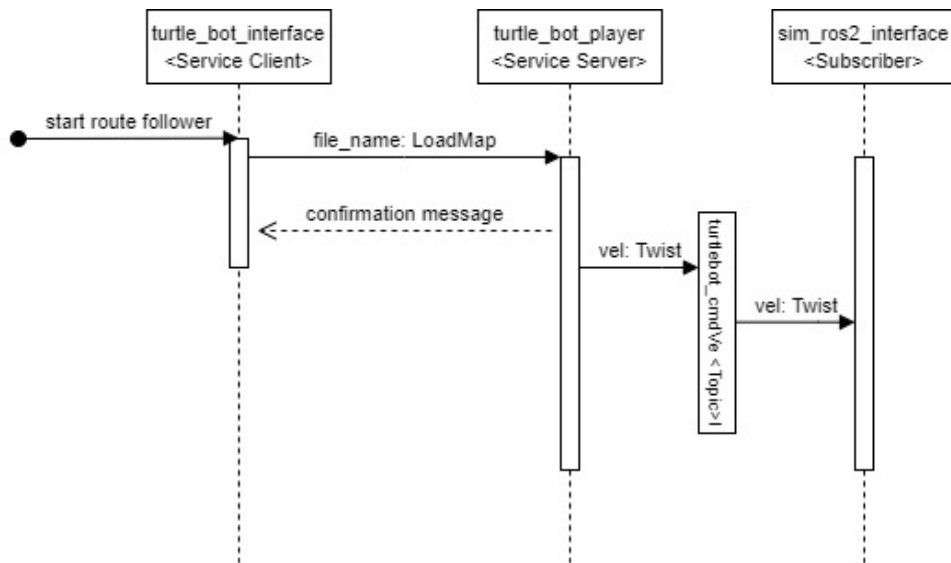 turtle_bot_interface
<Service Client>
turtle_bot_player
<Service Server>
sim_ros2_interface
<Subscriber>
start route follower
file_name: LoadMap
confirmation message
vel: Twist
turtlebot_cmdVe <Topic>l
vel: Twist